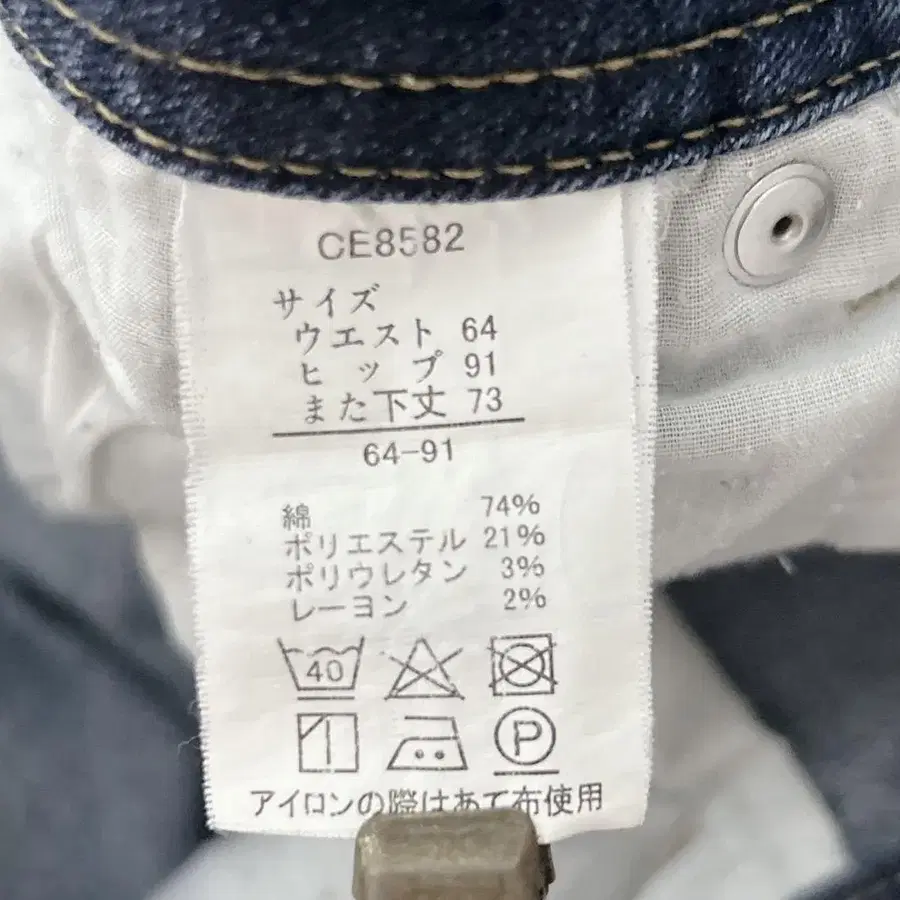 CE8582
サイズ
ウエスト 64
ヒップ 91
また下丈 73
64-91
綿 74%
ポリエステル 21%
ポリウレタン 3%
レーヨン 2%
40
P
アイロンの際はあて布使用